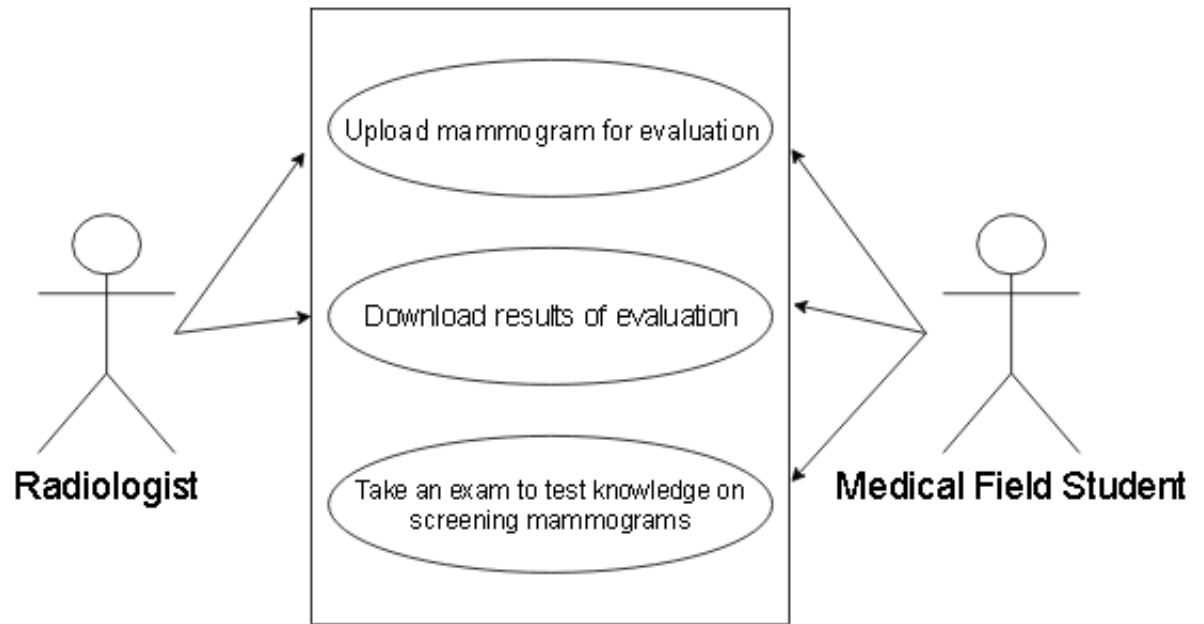 Upload mammogram for evaluation
Download results of evaluation
Take an exam to test knowledge on
screening mammograms
Radiologist
Medical Field Student